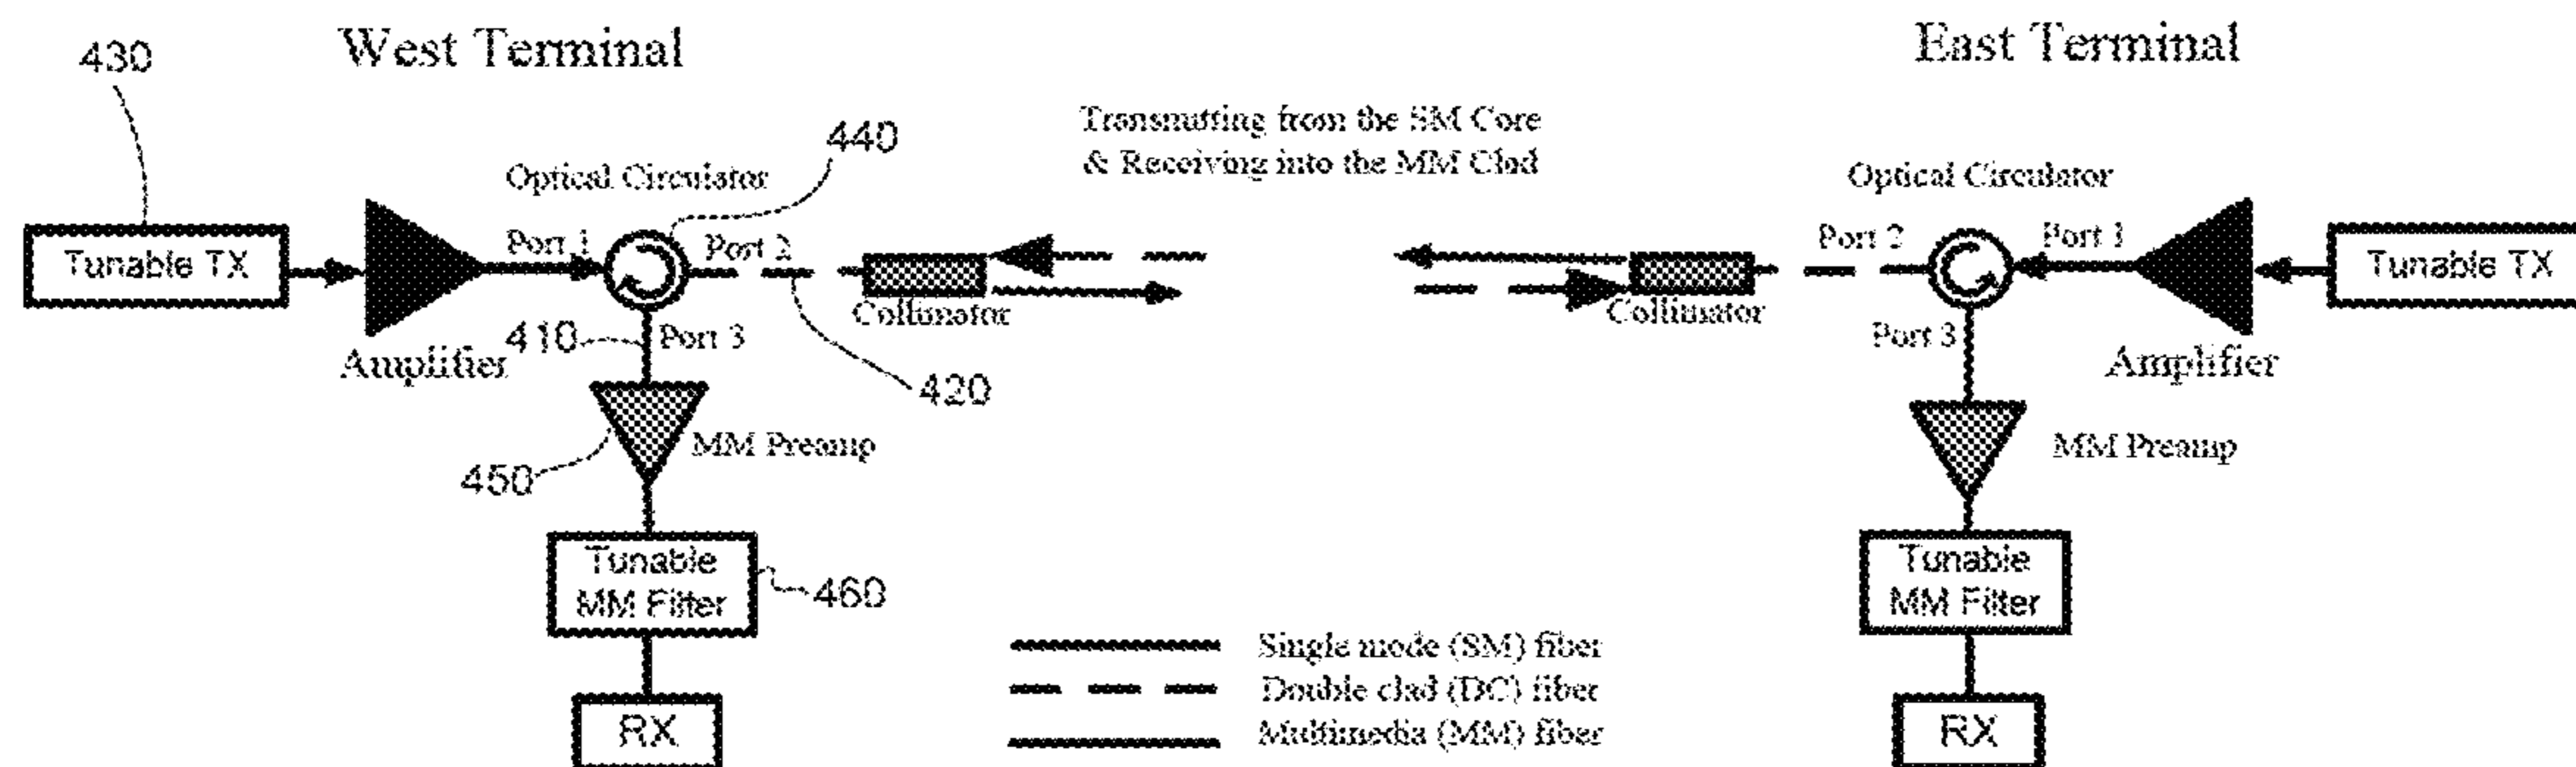 West Terminal
East Terminal
430
440
Transmitting from the SM Core
& Receiving into the MM Clad
Optical Circulator
Optical Circulator
Tunable TX
Port 1
Port 2
Port 2
Port 1
Tunable TX
Collimator
Collimator
410
Port 3
Port 3
Amplifier
Amplifier
420
450
MM Preamp
MM Preamp
Tunable
MM Filter
460
Tunable
MM Filter
Single mode (SM) fiber
Double clad (DC) fiber
Multimedia (MM) fiber
RX
RX